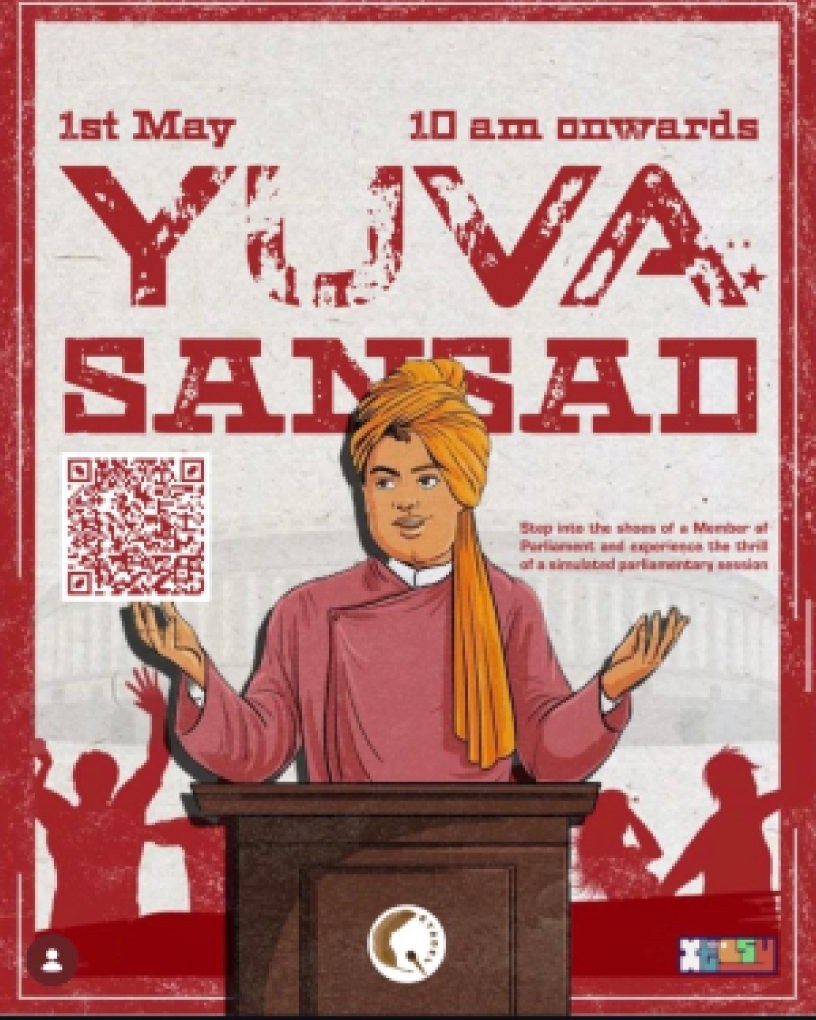 1st May 10 am onwards
YUVA
SANSAD
Step into the shoes of a Member of
Parliament and experience the thrill
of a simulated parliamentary session